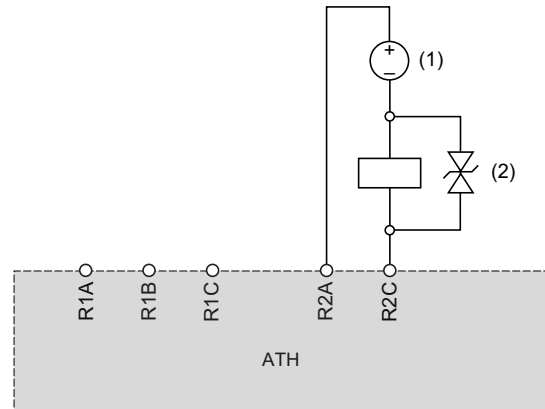 +
(1)
–
(2)
R1A
R1B
R1C
R2A
R2C
ATH